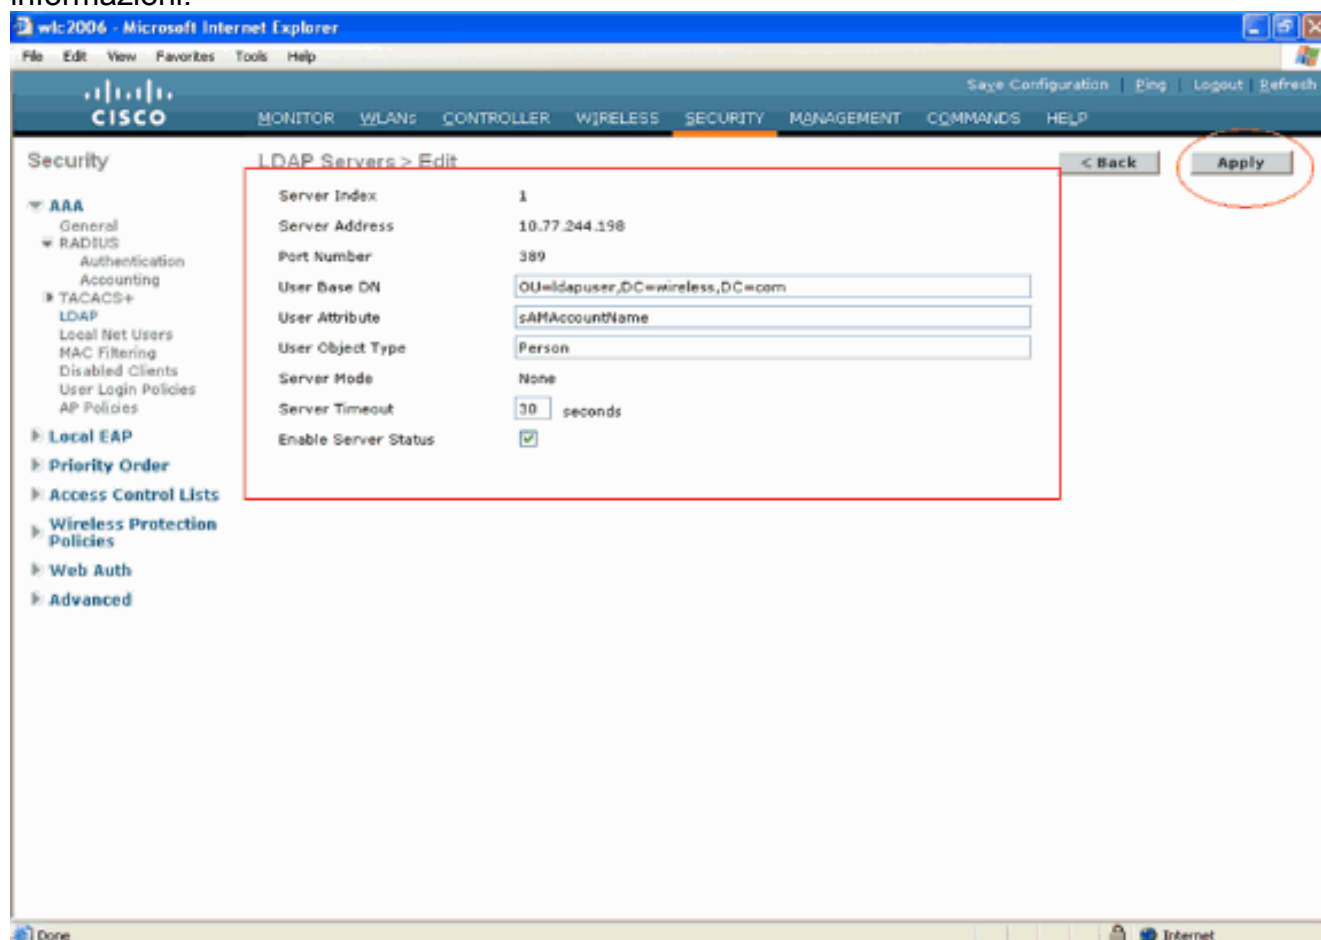 informazioni.
wlc2006 - Microsoft Internet Explorer
File Edit View Favorites Tools Help
Save Configuration | Ping | Logout | Refresh
CISCO
MONITOR WLANs CONTROLLER WIRELESS SECURITY MANAGEMENT COMMANDS HELP
Security
LDAP Servers > Edit
< Back
Apply
AAA
General
RADIUS
Authentication
Accounting
TACACS+
LDAP
Local Net Users
MAC Filtering
Disabled Clients
User Login Policies
AP Policies
Local EAP
Priority Order
Access Control Lists
Wireless Protection
Policies
Web Auth
Advanced
Server Index 1
Server Address 10.77.244.198
Port Number 389
User Base DN OU=ldapuser,DC=wireless,DC=com
User Attribute sAMAccountName
User Object Type Person
Server Mode None
Server Timeout 30 seconds
Enable Server Status
Done
Internet